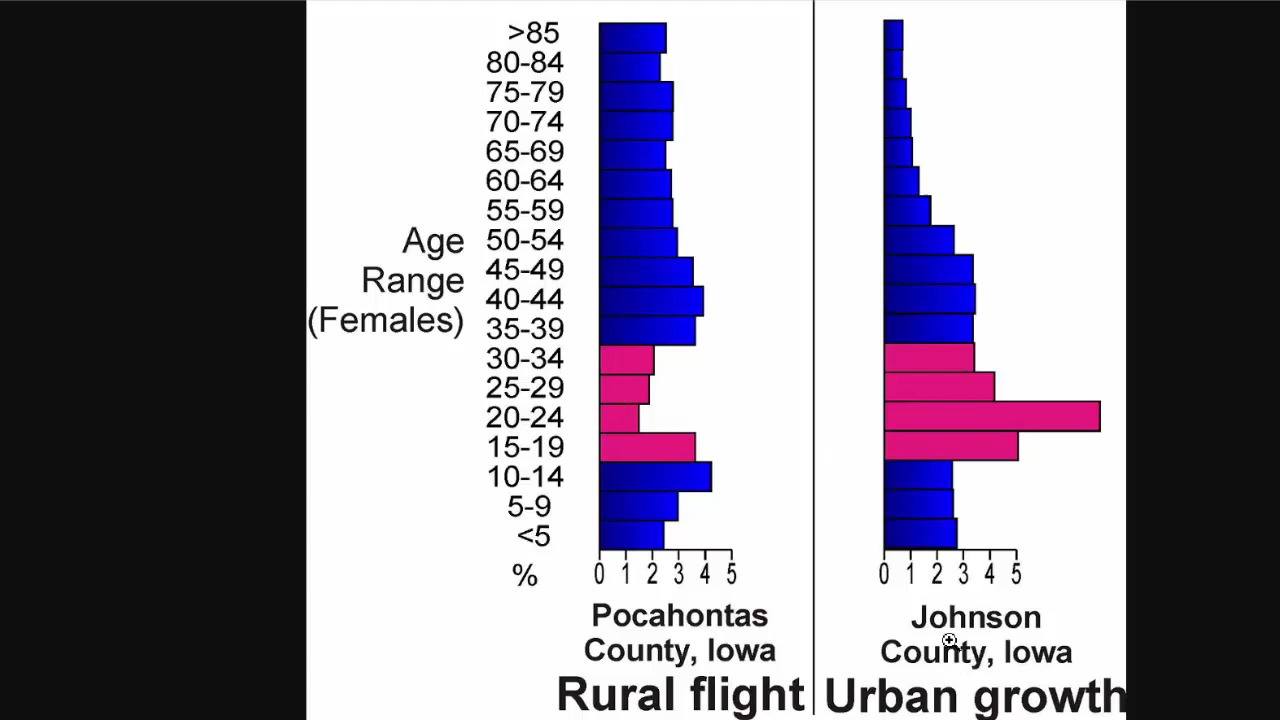 >85
80-84
75-79
70-74
65-69
60-64
55-59
50-54
45-49
40-44
35-39
30-34
25-29
20-24
15-19
10-14
5-9
<5
Age
Range
(Females)
% 0 1 2 3 4 5
0 1 2 3 4 5
Pocahontas
County, Iowa
Rural flight
Johnson
County, Iowa
Urban growth